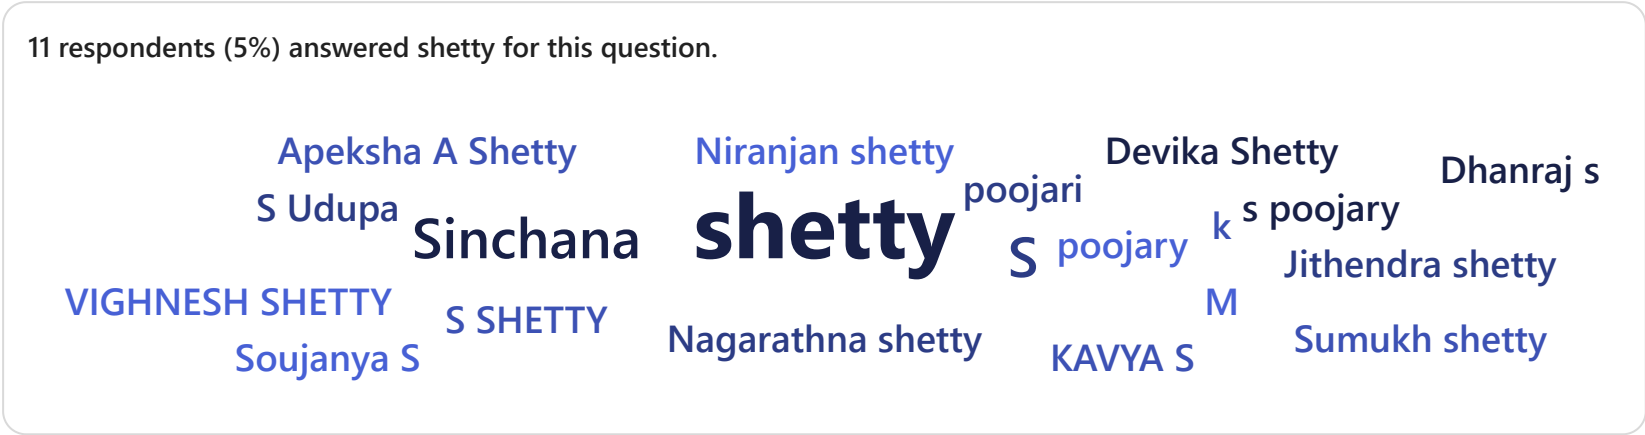 11 respondents (5%) answered shetty for this question.
Apeksha A Shetty
Niranjan shetty
Devika Shetty
Dhanraj s
S Udupa
Sinchana
shetty
poojari
S
poojary
k
s poojary
Jithendra shetty
VIGHNESH SHETTY
S SHETTY
M
Soujanya S
Nagarathna shetty
KAVYA S
Sumukh shetty